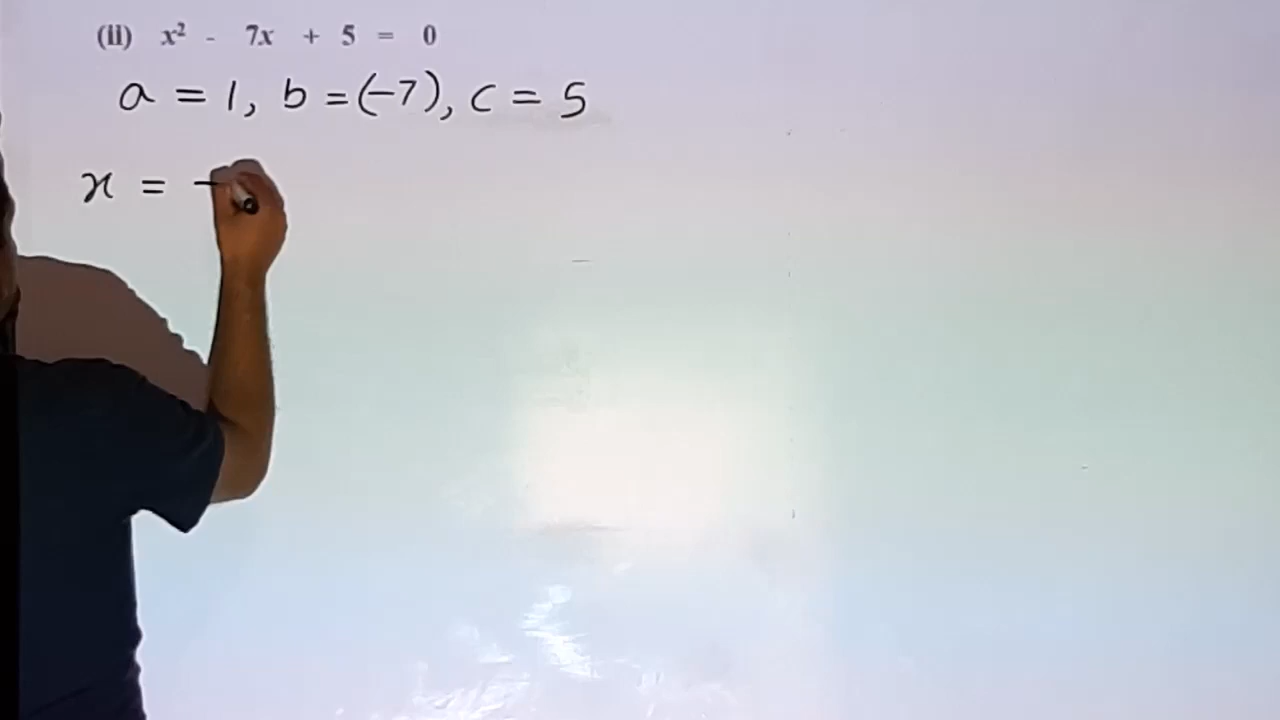 (ii) x² - 7x + 5 = 0
a = 1, b = (-7), c = 5
x = -